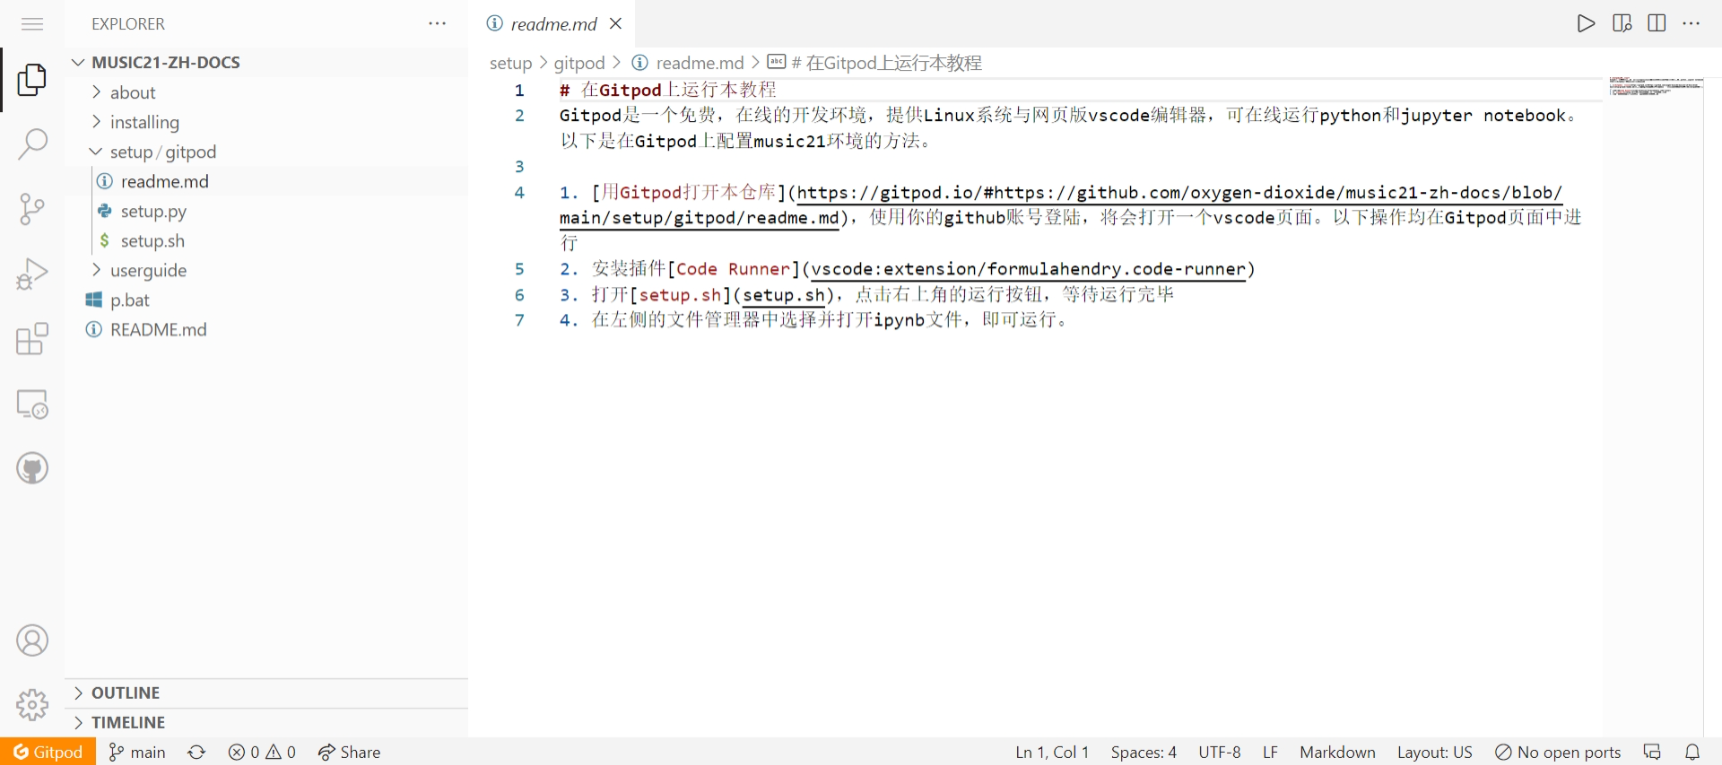 EXPLORER
readme.md
MUSIC21-ZH-DOCS
about
installing
setup / gitpod
readme.md
setup.py
setup.sh
userguide
p.bat
README.md
OUTLINE
TIMELINE
setup > gitpod > readme.md > # 在Gitpod上运行本教程
1 # 在Gitpod上运行本教程
2 Gitpod是一个免费，在线的开发环境，提供Linux系统与网页版vscode编辑器，可在线运行python和jupyter notebook。
以下是在Gitpod上配置music21环境的方法。
3
4 1. [用Gitpod打开本仓库](https://gitpod.io/#https://github.com/oxygen-dioxide/music21-zh-docs/blob/
main/setup/gitpod/readme.md)，使用你的github账号登陆，将会打开一个vscode页面。以下操作均在Gitpod页面中进
行
5 2. 安装插件[Code Runner](vscode:extension/formulahendry.code-runner)
6 3. 打开[setup.sh](setup.sh)，点击右上角的运行按钮，等待运行完毕
7 4. 在左侧的文件管理器中选择并打开ipynb文件，即可运行。
Gitpod main 0 0 Share Ln 1, Col 1 Spaces: 4 UTF-8 LF Markdown Layout: US No open ports